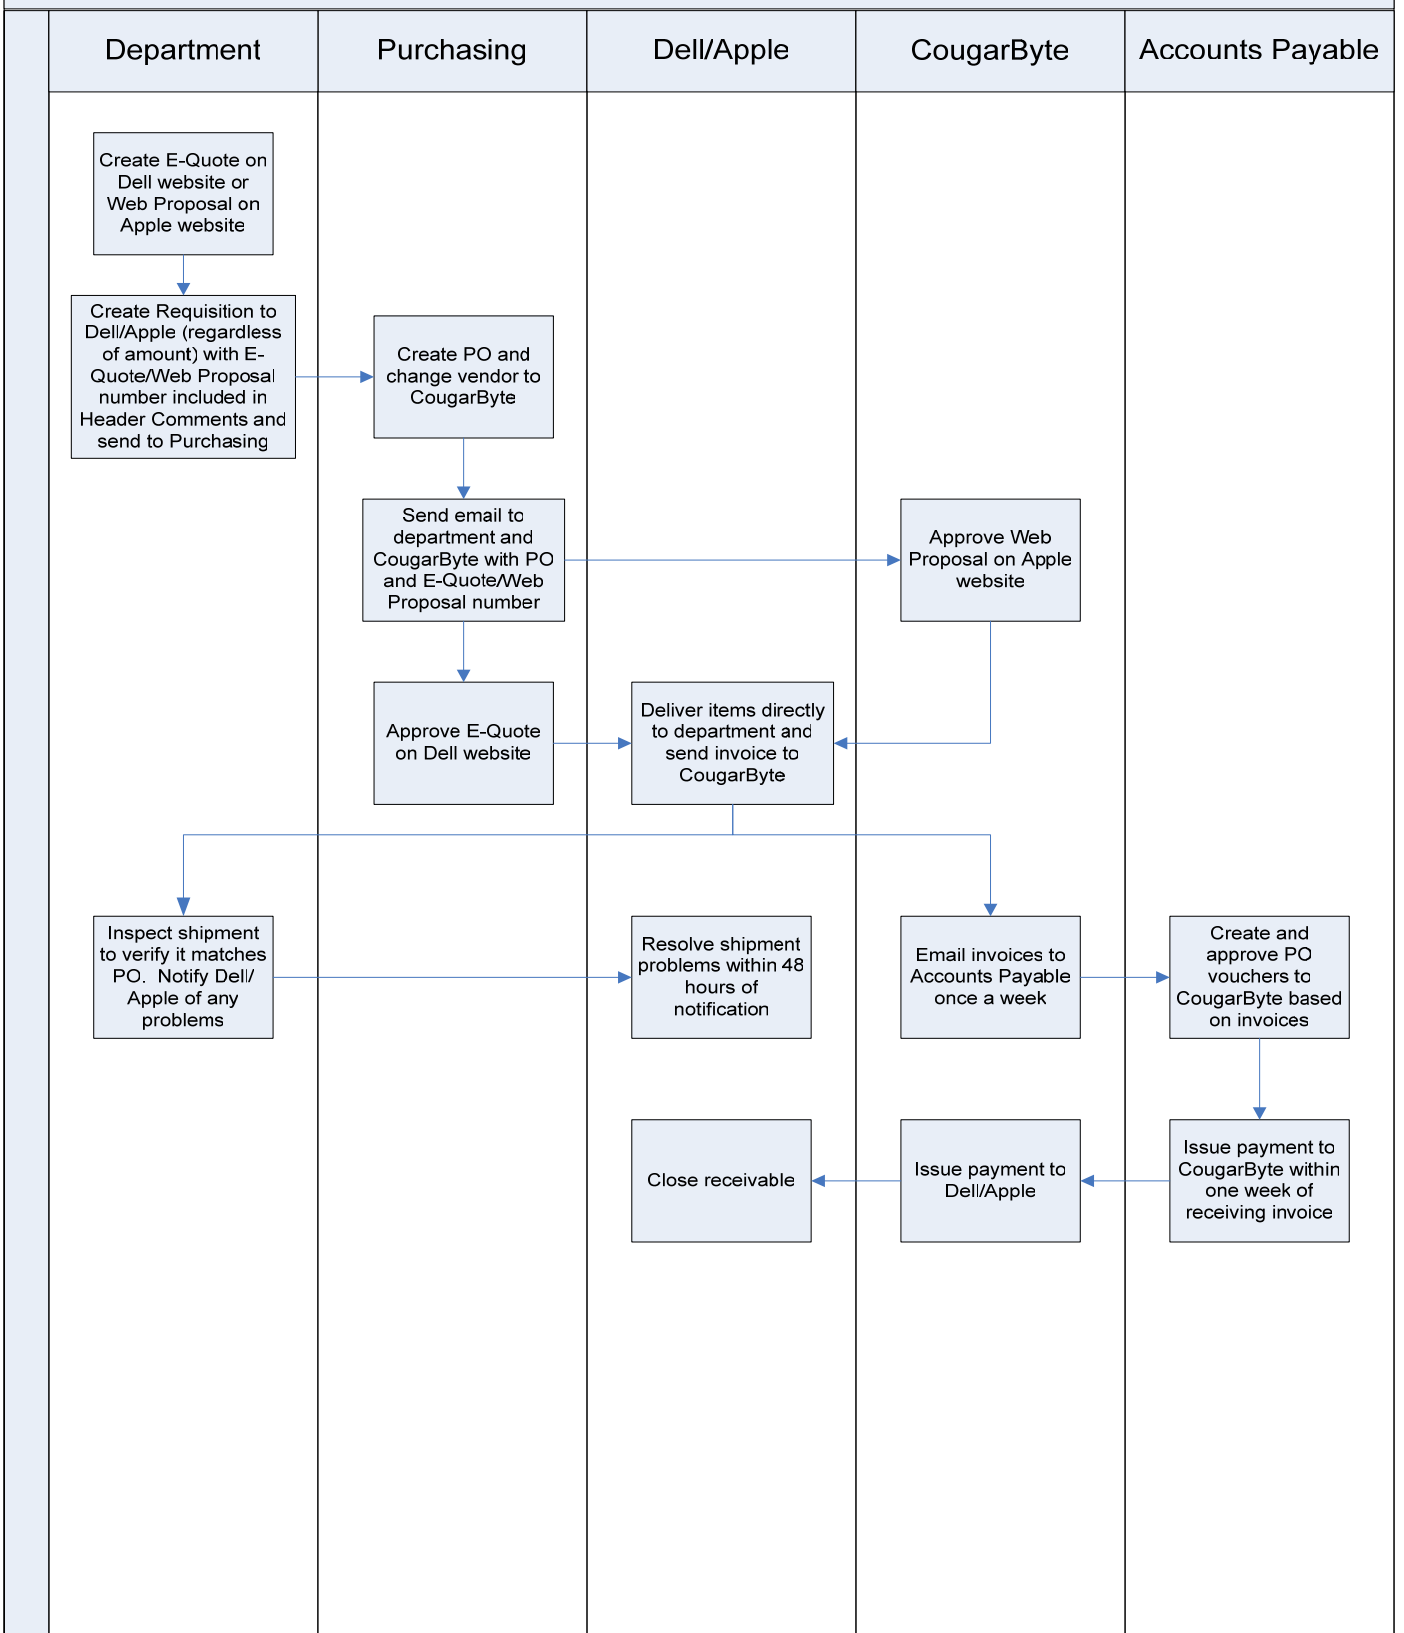 Department
Purchasing
Dell/Apple
CougarByte
Accounts Payable
Create E-Quote on
Dell website or
Web Proposal on
Apple website
Create Requisition to
Dell/Apple (regardless
of amount) with E-
Quote/Web Proposal
number included in
Header Comments and
send to Purchasing
Create PO and
change vendor to
CougarByte
Send email to
department and
CougarByte with PO
and E-Quote/Web
Proposal number
Approve Web
Proposal on Apple
website
Approve E-Quote
on Dell website
Deliver items directly
to department and
send invoice to
CougarByte
Inspect shipment
to verify it matches
PO.  Notify Dell/
Apple of any
problems
Resolve shipment
problems within 48
hours of
notification
Email invoices to
Accounts Payable
once a week
Create and
approve PO
vouchers to
CougarByte based
on invoices
Close receivable
Issue payment to
Dell/Apple
Issue payment to
CougarByte within
one week of
receiving invoice